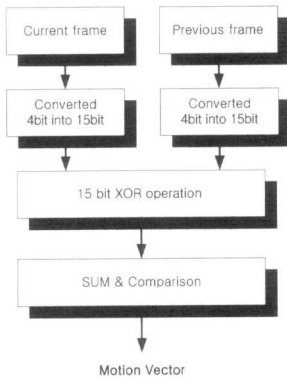 Current frame
Previous frame
Converted
4bit into 15bit
Converted
4bit into 15bit
15 bit XOR operation
SUM & Comparison
Motion Vector